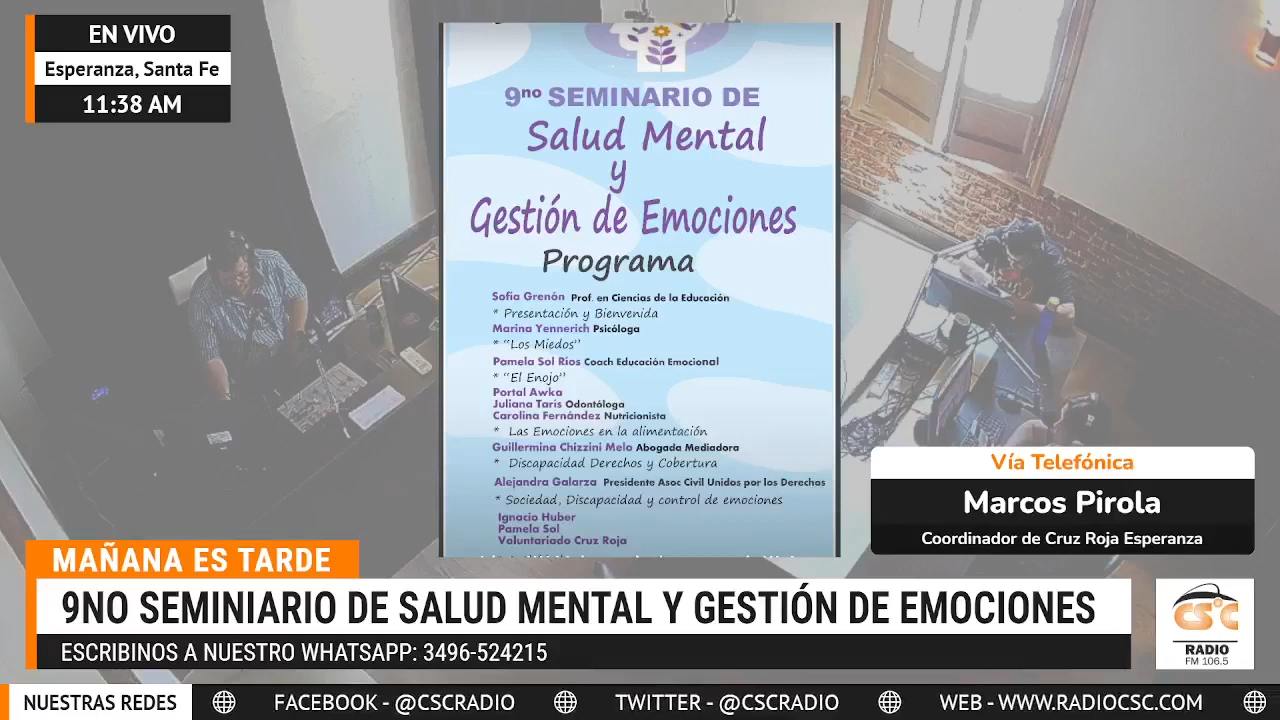 EN VIVO
Esperanza, Santa Fe
11:38 AM
9no SEMINARIO DE
Salud Mental
y
Gestión de Emociones
Programa
Sofía Grenón Prof. en Ciencias de la Educación
* Presentación y Bienvenida
Marina Yennerich Psicóloga
* "Los Miedos"
Pamela Sol Ríos Coach Educación Emocional
* "El Enojo"
Portal Awka
Juliana Tarís Odontóloga
Carolina Fernández Nutricionista
* Las Emociones en la alimentación
Guillermina Chizzini Melo Abogada Mediadora
* Discapacidad Derechos y Cobertura
Alejandra Galarza Presidente Asoc Civil Unidos por los Derechos
* Sociedad, Discapacidad y control de emociones
Ignacio Huber
Pamela Sol
Voluntariado Cruz Roja
Vía Telefónica
Marcos Pirola
Coordinador de Cruz Roja Esperanza
MAÑANA ES TARDE
9NO SEMINIARIO DE SALUD MENTAL Y GESTIÓN DE EMOCIONES
ESCRIBINOS A NUESTRO WHATSAPP: 3496-524215
CSC
RADIO
FM 106.5
NUESTRAS REDES
FACEBOOK - @CSCRADIO
TWITTER - @CSCRADIO
WEB - WWW.RADIOCSC.COM